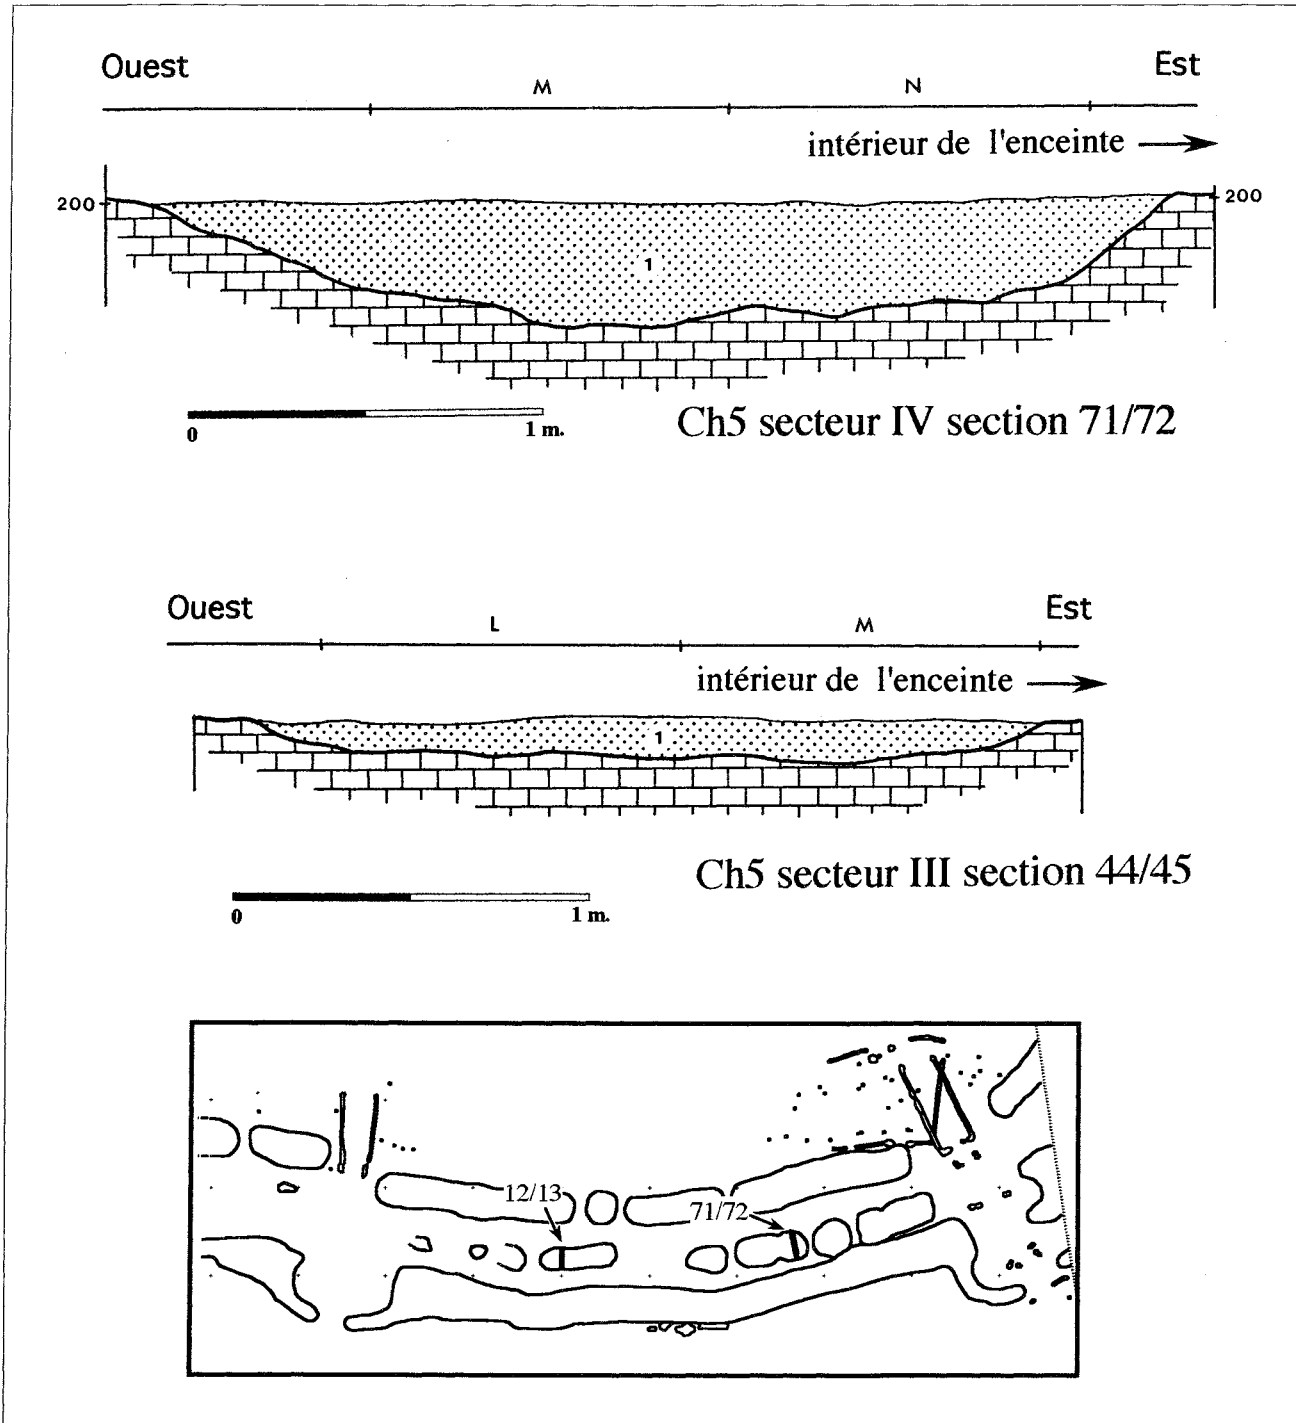 Ouest Est
M N
intérieur de l'enceinte
200 200
1
0 1 m.
Ch5 secteur IV section 71/72
Ouest Est
L M
intérieur de l'enceinte
1
Ch5 secteur III section 44/45
0 1 m.
12/13
71/72